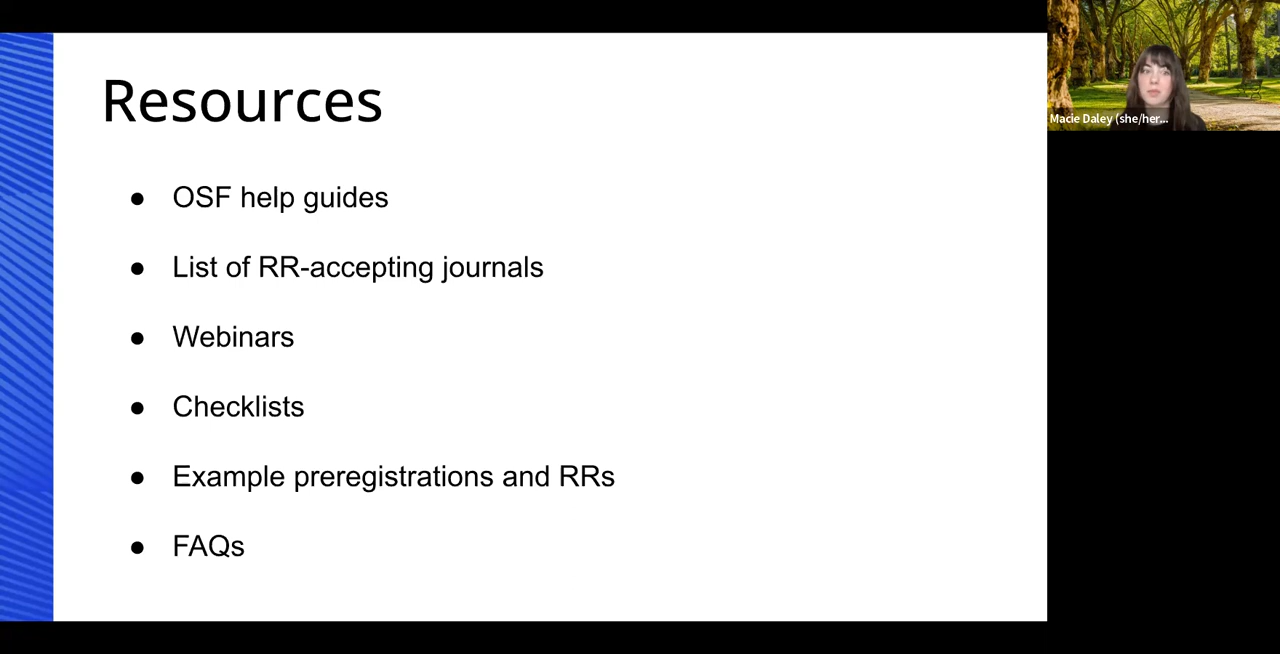 Resources
● OSF help guides
● List of RR-accepting journals
● Webinars
● Checklists
● Example preregistrations and RRs
● FAQs
Macie Daley (she/her...